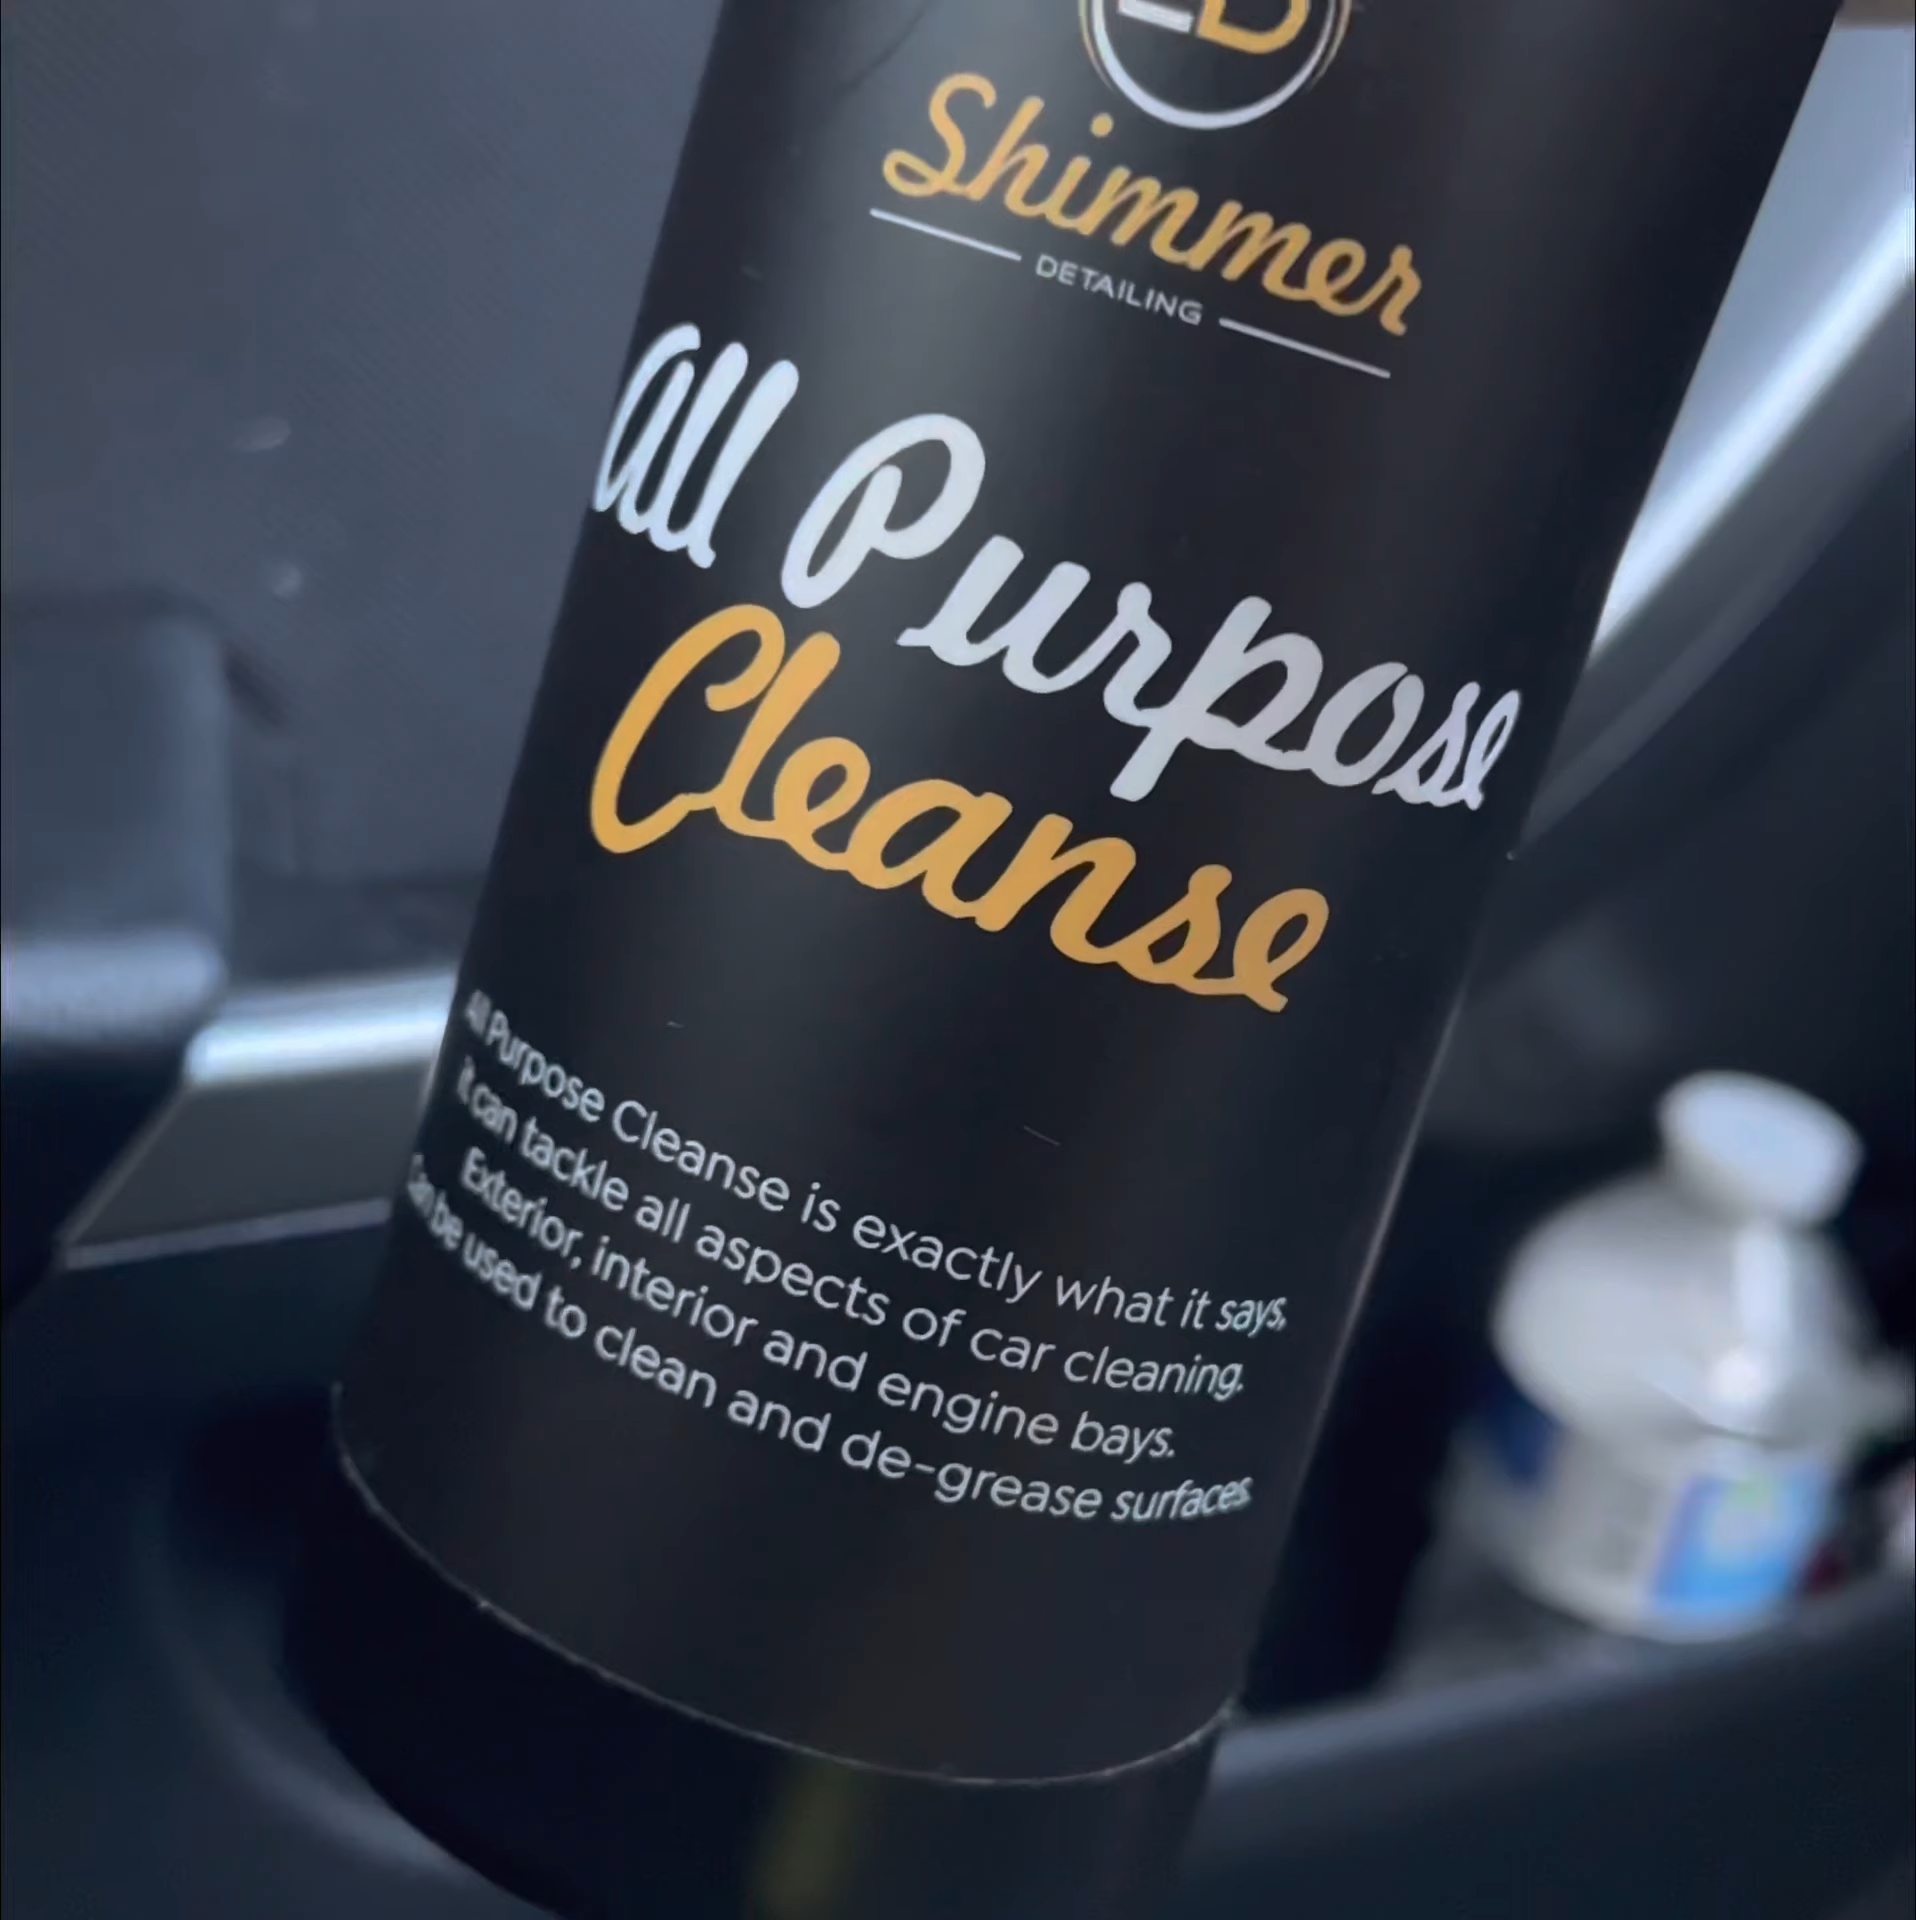 Shimmer
DETAILING
All Purpose
Cleanse
All Purpose Cleanse is exactly what it says,
it can tackle all aspects of car cleaning.
Exterior, interior and engine bays.
Can be used to clean and de-grease surfaces.